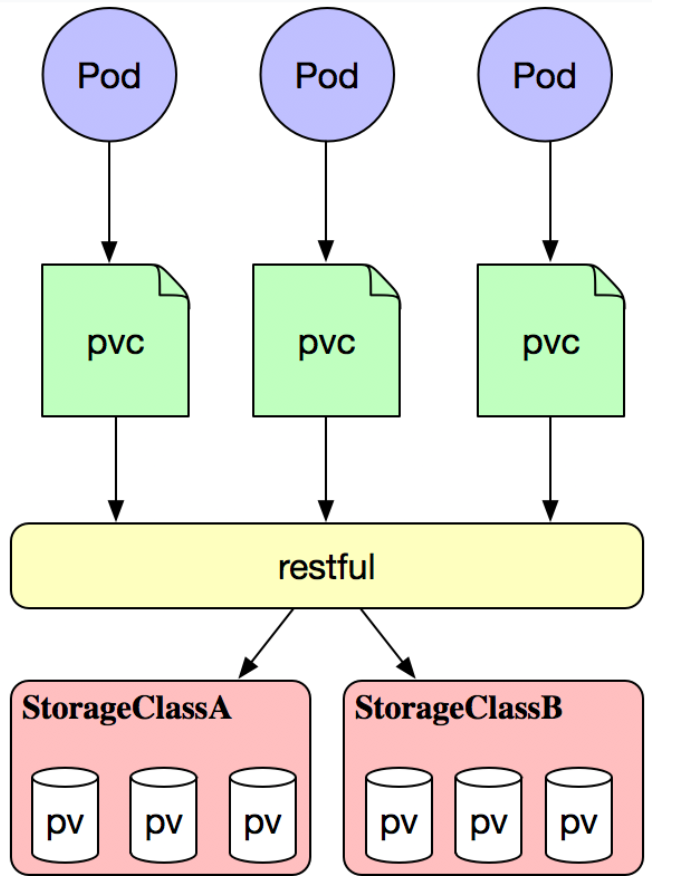 Pod
Pod
Pod
pvc
pvc
pvc
restful
StorageClassA
StorageClassB
pv
pv
pv
pv
pv
pv